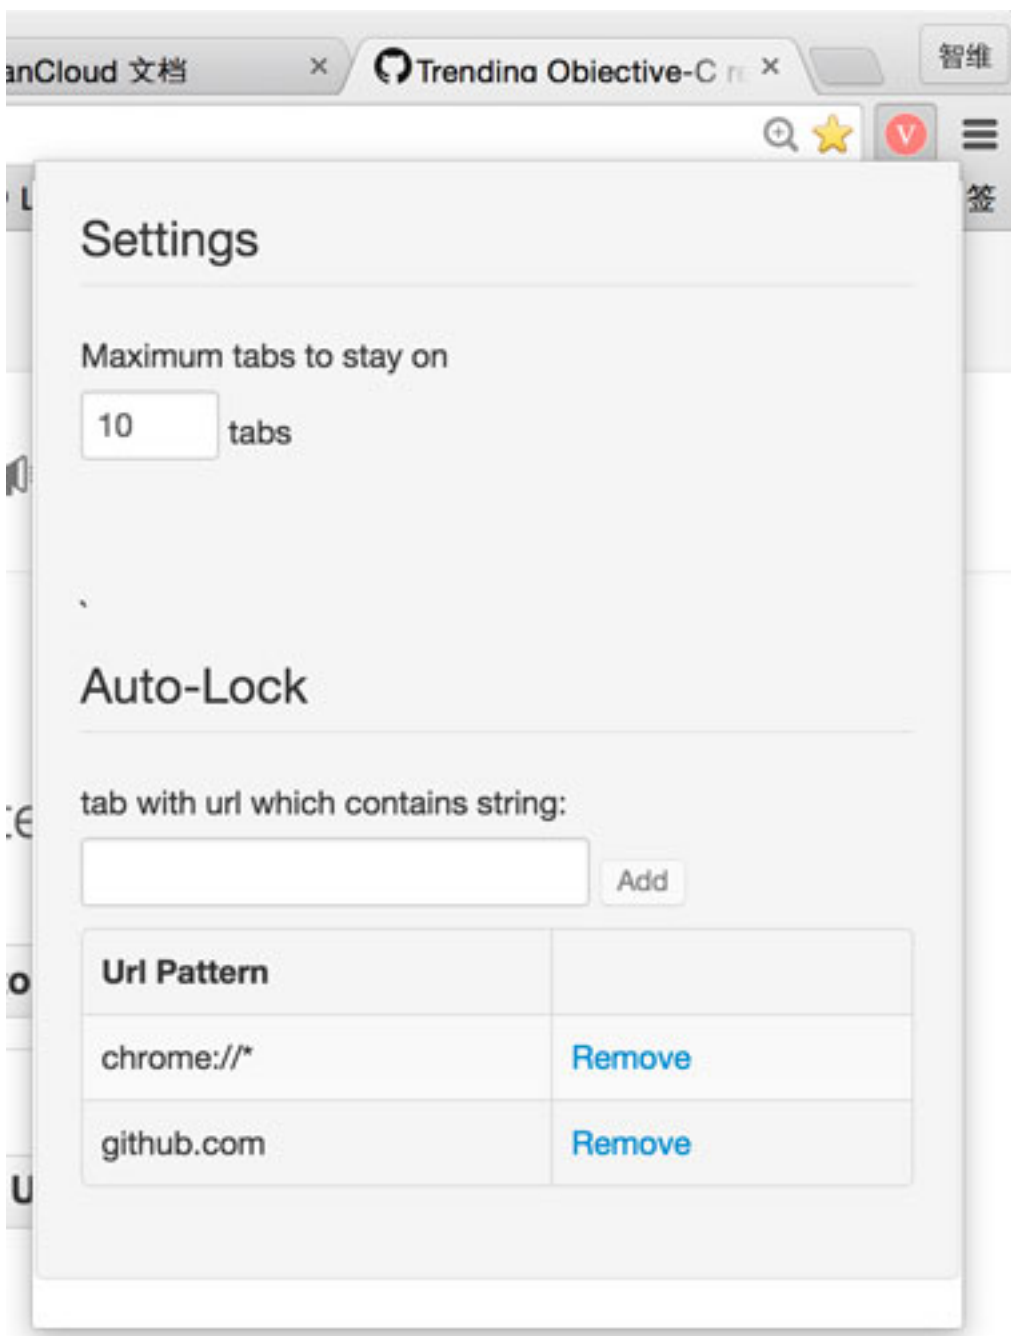 anCloud 文档 × Trending Objective-C r ×
智维
V
L
签
Settings
Maximum tabs to stay on
10 tabs
`
Auto-Lock
tab with url which contains string:
Add
Url Pattern
chrome://* Remove
github.com Remove
U